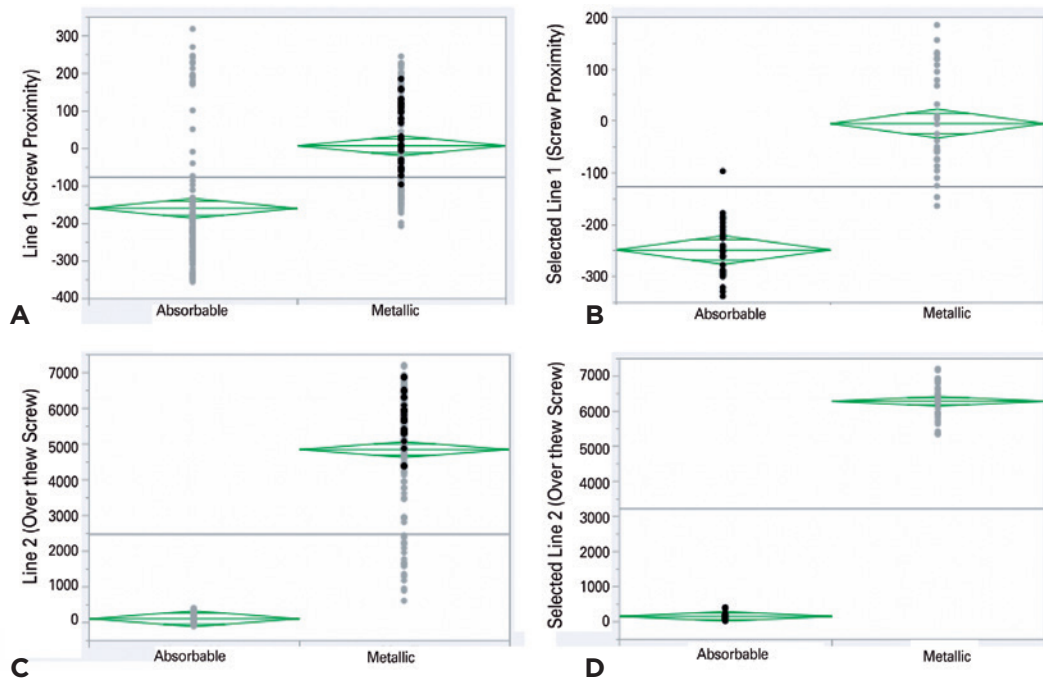 Line 1 (Screw Proximity)
300
200
100
0
-100
-200
-300
-400
Absorbable Metallic
A
Selected Line 1 (Screw Proximity)
200
100
0
-100
-200
-300
Absorbable Metallic
B
Line 2 (Over thew Screw)
7000
6000
5000
4000
3000
2000
1000
0
Absorbable Metallic
C
Selected Line 2 (Over thew Screw)
7000
6000
5000
4000
3000
2000
1000
0
Absorbable Metallic
D